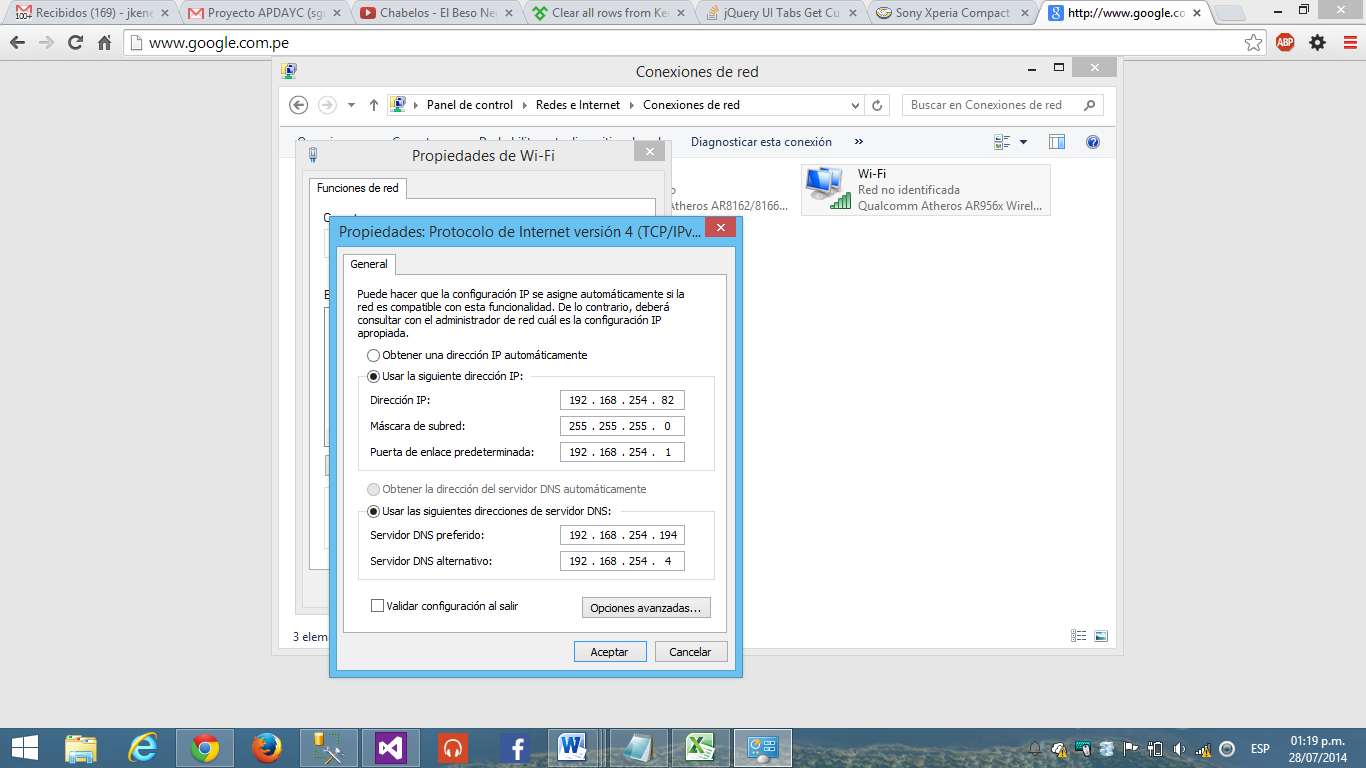 Recibidos (169) - jkene
Proyecto APDAYC (sg
Chabelos - El Beso Ne
Clear all rows from Ke
jQuery UI Tabs Get Cu
Sony Xperia Compact
http://www.google.co
www.google.com.pe
ABP
Conexiones de red
Panel de control
Redes e Internet
Conexiones de red
Buscar en Conexiones de red
Diagnosticar esta conexión
»
Propiedades de Wi-Fi
Wi-Fi
Red no identificada
Atheros AR8162/8166...
Qualcomm Atheros AR956x Wirel...
Funciones de red
Propiedades: Protocolo de Internet versión 4 (TCP/IPv...
General
Puede hacer que la configuración IP se asigne automáticamente si la
red es compatible con esta funcionalidad. De lo contrario, deberá
consultar con el administrador de red cuál es la configuración IP
apropiada.
Obtener una dirección IP automáticamente
Usar la siguiente dirección IP:
Dirección IP: 192 . 168 . 254 . 82
Máscara de subred: 255 . 255 . 255 . 0
Puerta de enlace predeterminada: 192 . 168 . 254 . 1
Obtener la dirección del servidor DNS automáticamente
Usar las siguientes direcciones de servidor DNS:
Servidor DNS preferido: 192 . 168 . 254 . 194
Servidor DNS alternativo: 192 . 168 . 254 . 4
Validar configuración al salir
Opciones avanzadas...
3 elem
Aceptar
Cancelar
ESP
01:19 p.m.
28/07/2014